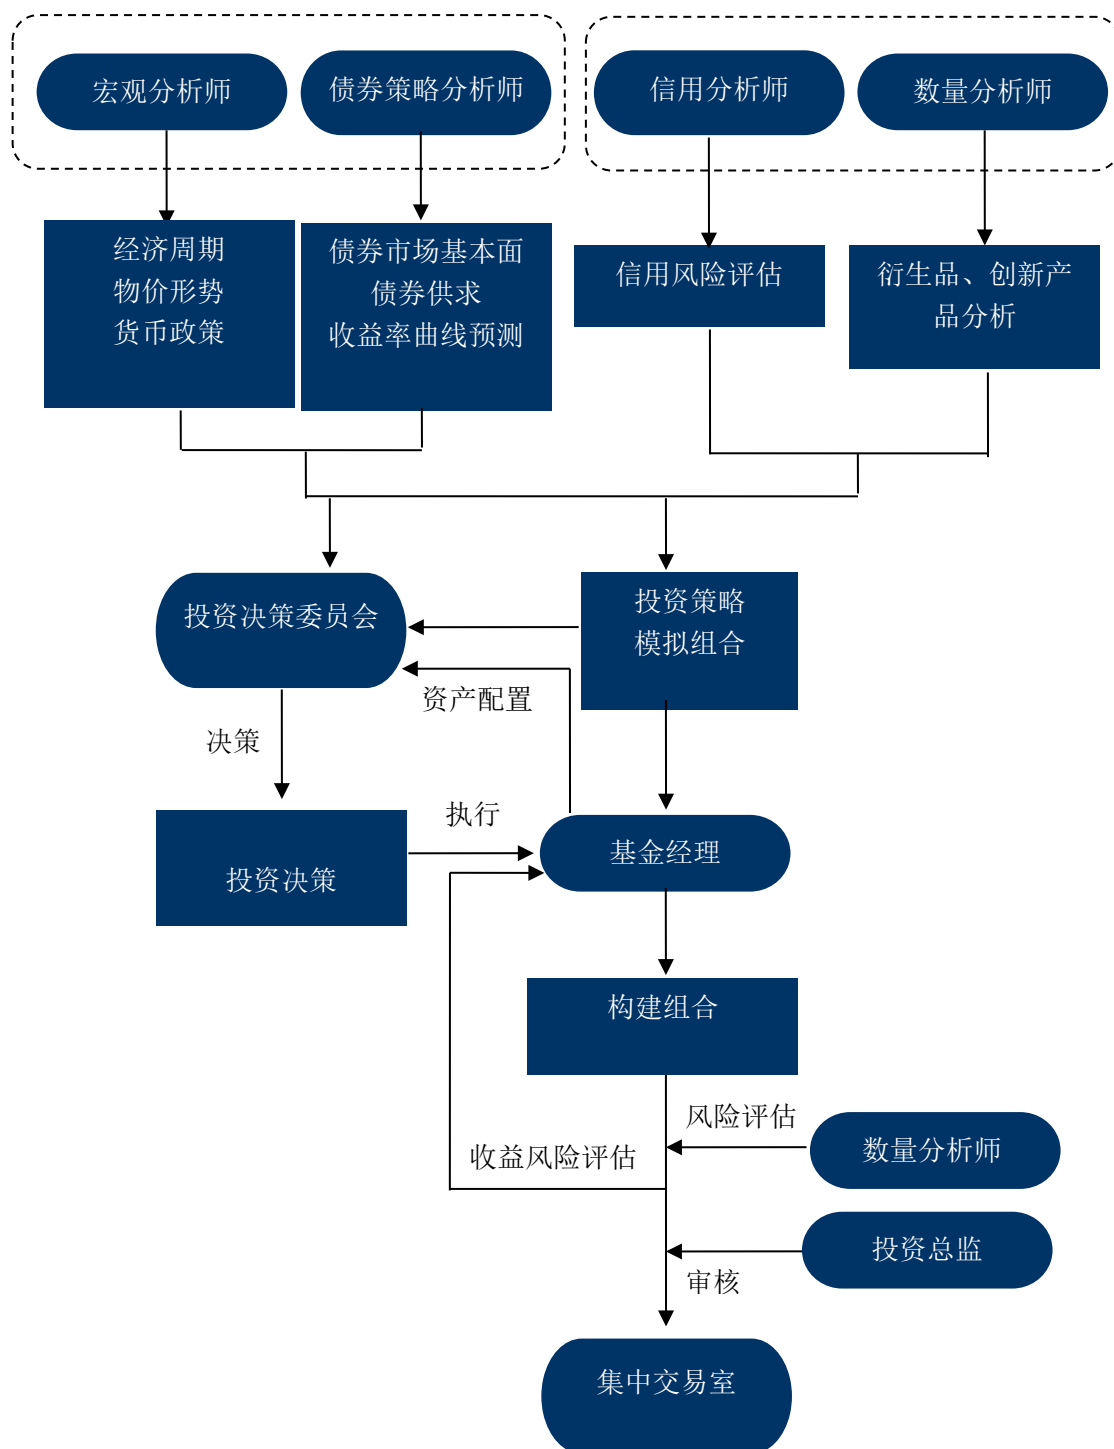 宏观分析师
债券策略分析师
信用分析师
数量分析师
经济周期
物价形势
货币政策
债券市场基本面
债券供求
收益率曲线预测
信用风险评估
衍生品、创新产
品分析
投资决策委员会
投资策略
模拟组合
资产配置
决策
执行
投资决策
基金经理
构建组合
风险评估
收益风险评估
数量分析师
投资总监
审核
集中交易室